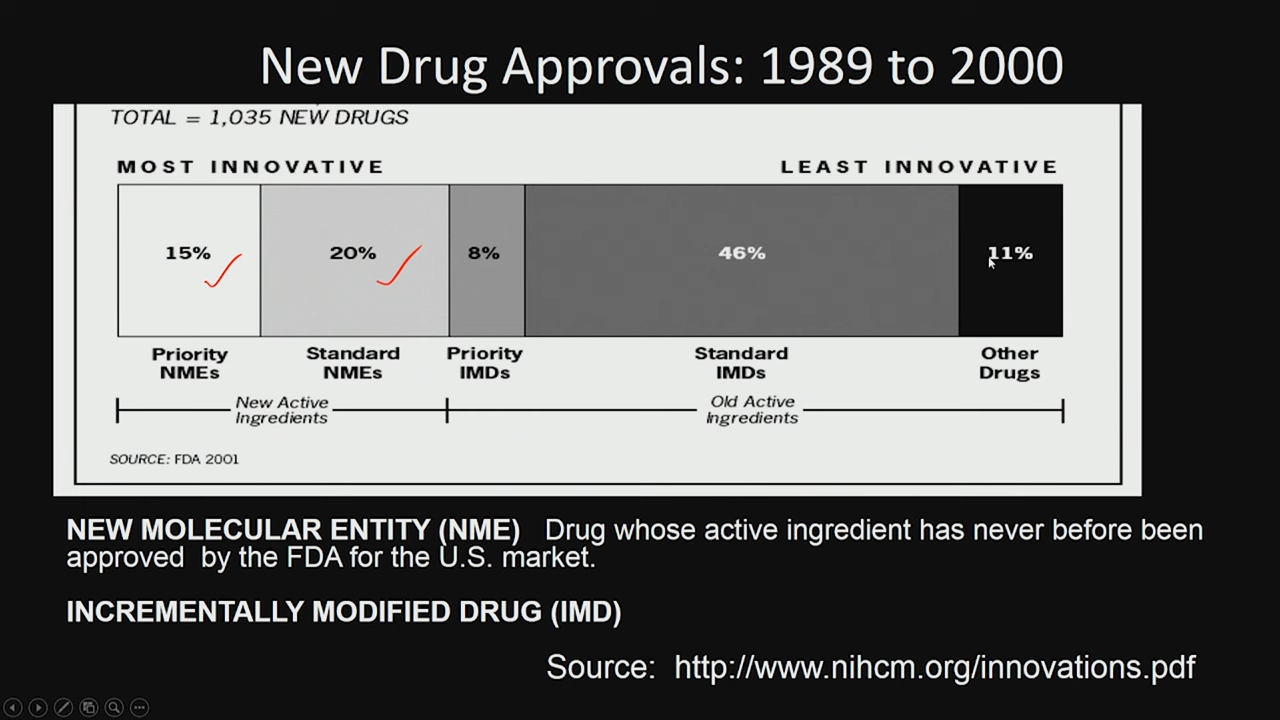 New Drug Approvals: 1989 to 2000
TOTAL = 1,035 NEW DRUGS
MOST INNOVATIVE LEAST INNOVATIVE
15% 20% 8% 46% 11%
Priority NMEs
Standard NMEs
Priority IMDs
Standard IMDs
Other Drugs
New Active Ingredients
Old Active Ingredients
SOURCE: FDA 2001
NEW MOLECULAR ENTITY (NME) Drug whose active ingredient has never before been
approved by the FDA for the U.S. market.
INCREMENTALLY MODIFIED DRUG (IMD)
Source: http://www.nihcm.org/innovations.pdf